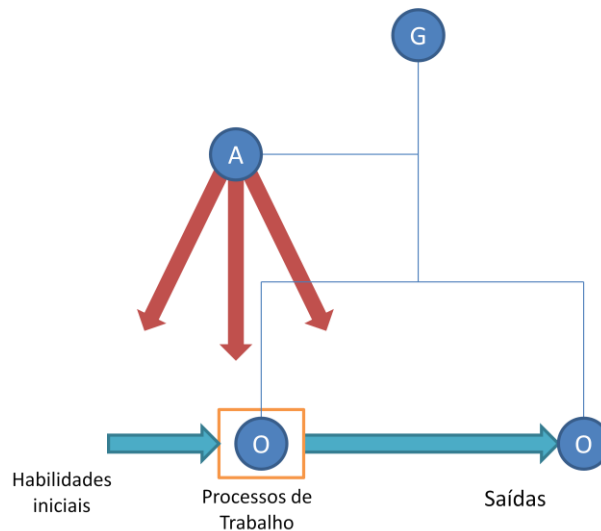 G
A
O
O
Habilidades
iniciais
Processos de
Trabalho
Saídas